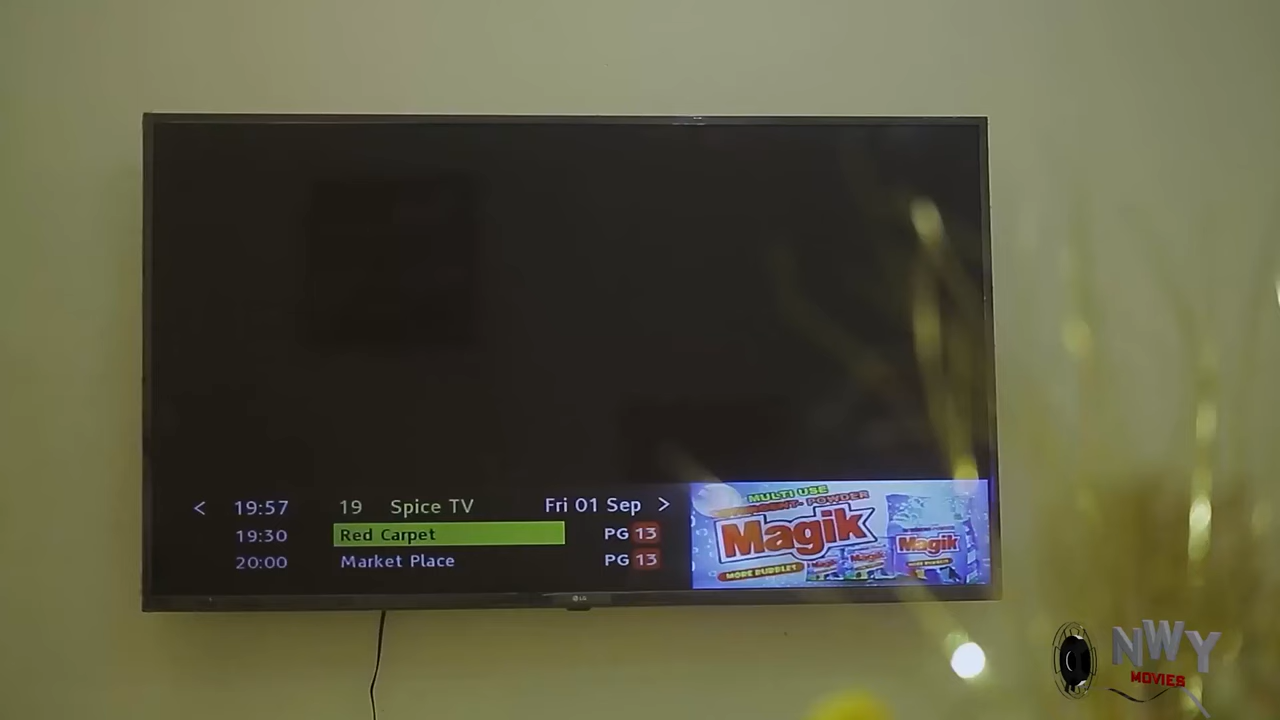 < 19:57 19 Spice TV Fri 01 Sep >
19:30 Red Carpet PG 13
20:00 Market Place PG 13
MULTI USE
DETERGENT POWDER
Magik
MORE BUBBLES
Magik
Magik
LG
NWY
MOVIES